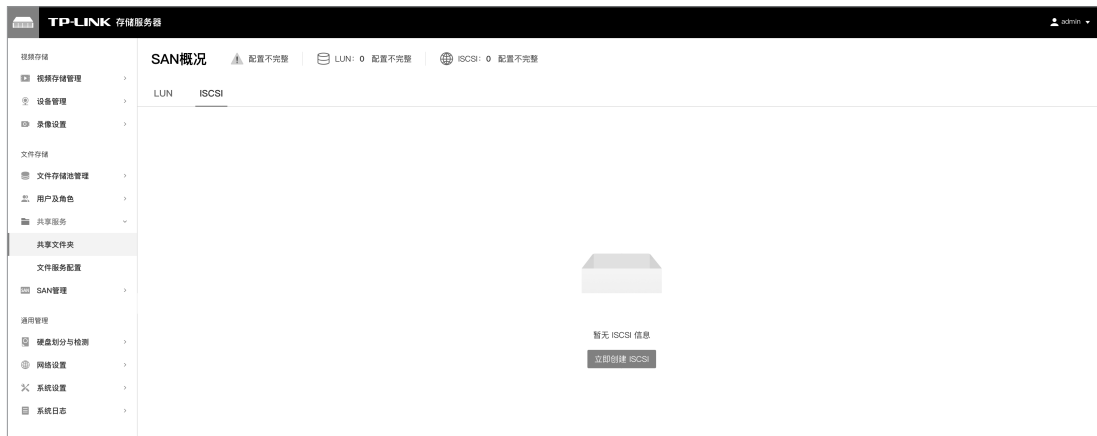 TP-LINK 存储服务器
admin
视频存储
视频存储管理
设备管理
录像设置
文件存储
文件存储池管理
用户及角色
共享服务
共享文件夹
文件服务配置
SAN管理
通用管理
硬盘划分与检测
网络设置
系统设置
系统日志
SAN概况 配置不完整 LUN: 0 配置不完整 ISCSI: 0 配置不完整
LUN ISCSI
暂无 ISCSI 信息
立即创建 ISCSI